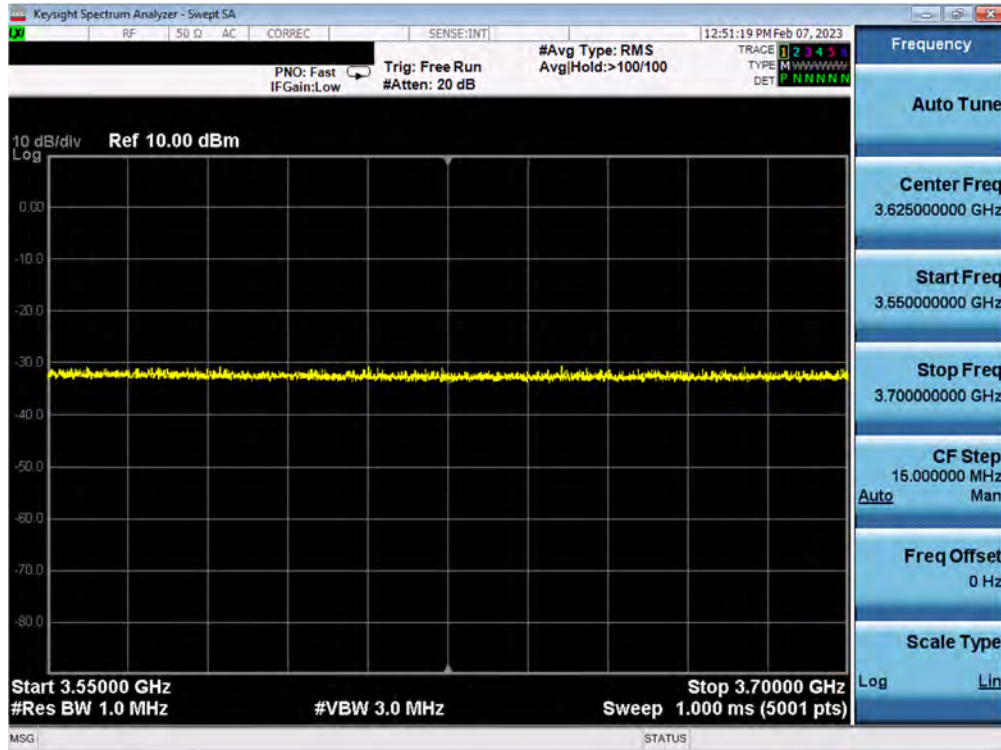 Keysight Spectrum Analyzer - Swept SA
LXI RF 50 Ω AC CORREC SENSE:INT 12:51:19 PM Feb 07, 2023
#Avg Type: RMS TRACE 1 2 3 4 5 6
PNO: Fast Trig: Free Run Avg|Hold:>100/100 TYPE M WWWWW
IFGain:Low #Atten: 20 dB DET P N N N N N
10 dB/div Ref 10.00 dBm
Log
0.00
-10.0
-20.0
-30.0
-40.0
-50.0
-60.0
-70.0
-80.0
Start 3.55000 GHz Stop 3.70000 GHz
#Res BW 1.0 MHz #VBW 3.0 MHz Sweep 1.000 ms (5001 pts)
MSG STATUS
Frequency
Auto Tune
Center Freq
3.625000000 GHz
Start Freq
3.550000000 GHz
Stop Freq
3.700000000 GHz
CF Step
15.000000 MHz
Auto Man
Freq Offset
0 Hz
Scale Type
Log Lin